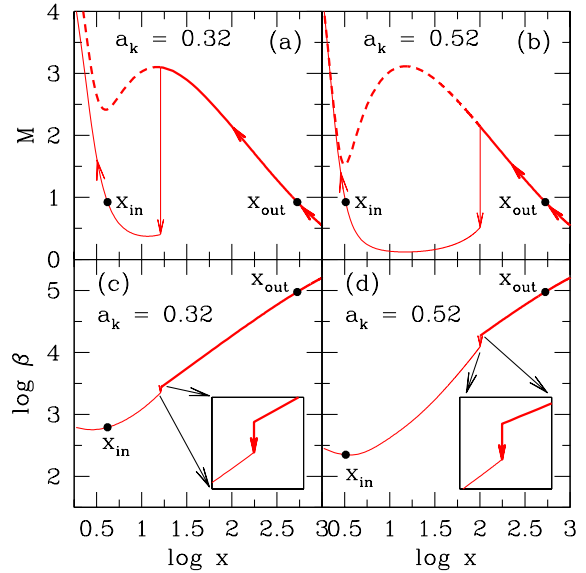 4
3
2
1
0
M
a_k = 0.32
(a)
x_in
x_out
a_k = 0.52
(b)
x_in
x_out
5
4
3
2
log β
(c)
a_k = 0.32
x_out
x_in
(d)
a_k = 0.52
x_out
x_in
0.5 1 1.5 2 2.5 3
0.5 1 1.5 2 2.5 3
log x
log x